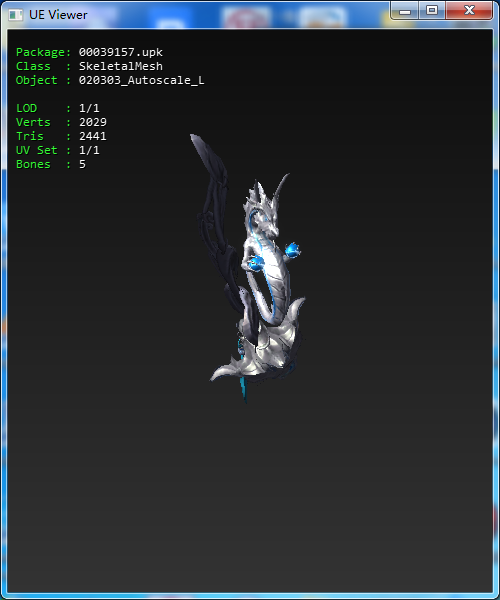 UE Viewer
Package: 00039157.upk
Class : SkeletalMesh
Object : 020303_Autoscale_L
LOD : 1/1
Verts : 2029
Tris : 2441
UV Set : 1/1
Bones : 5